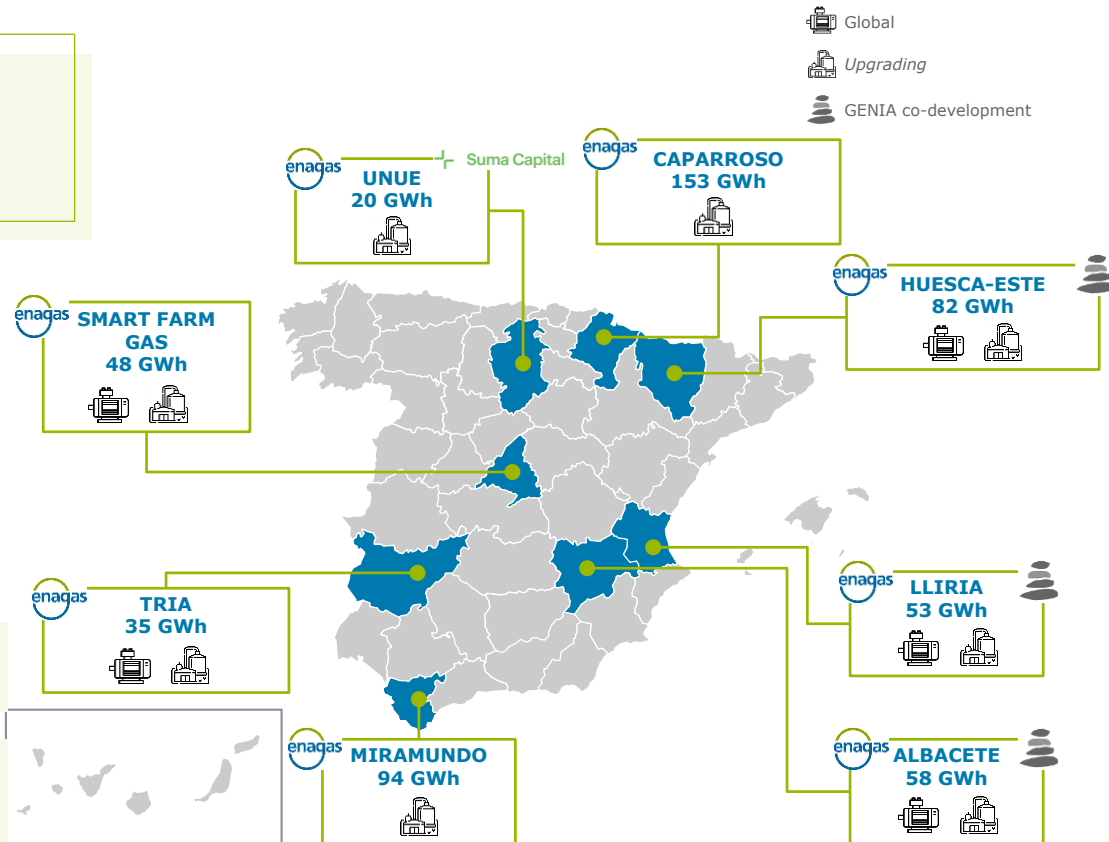 Global
Upgrading
GENIA co-development
enagas
Suma Capital
UNUE
20 GWh
enagas
CAPARROSO
153 GWh
enagas
HUESCA-ESTE
82 GWh
enagas
SMART FARM
GAS
48 GWh
enagas
TRIA
35 GWh
enagas
LLIRIA
53 GWh
enagas
MIRAMUNDO
94 GWh
enagas
ALBACETE
58 GWh